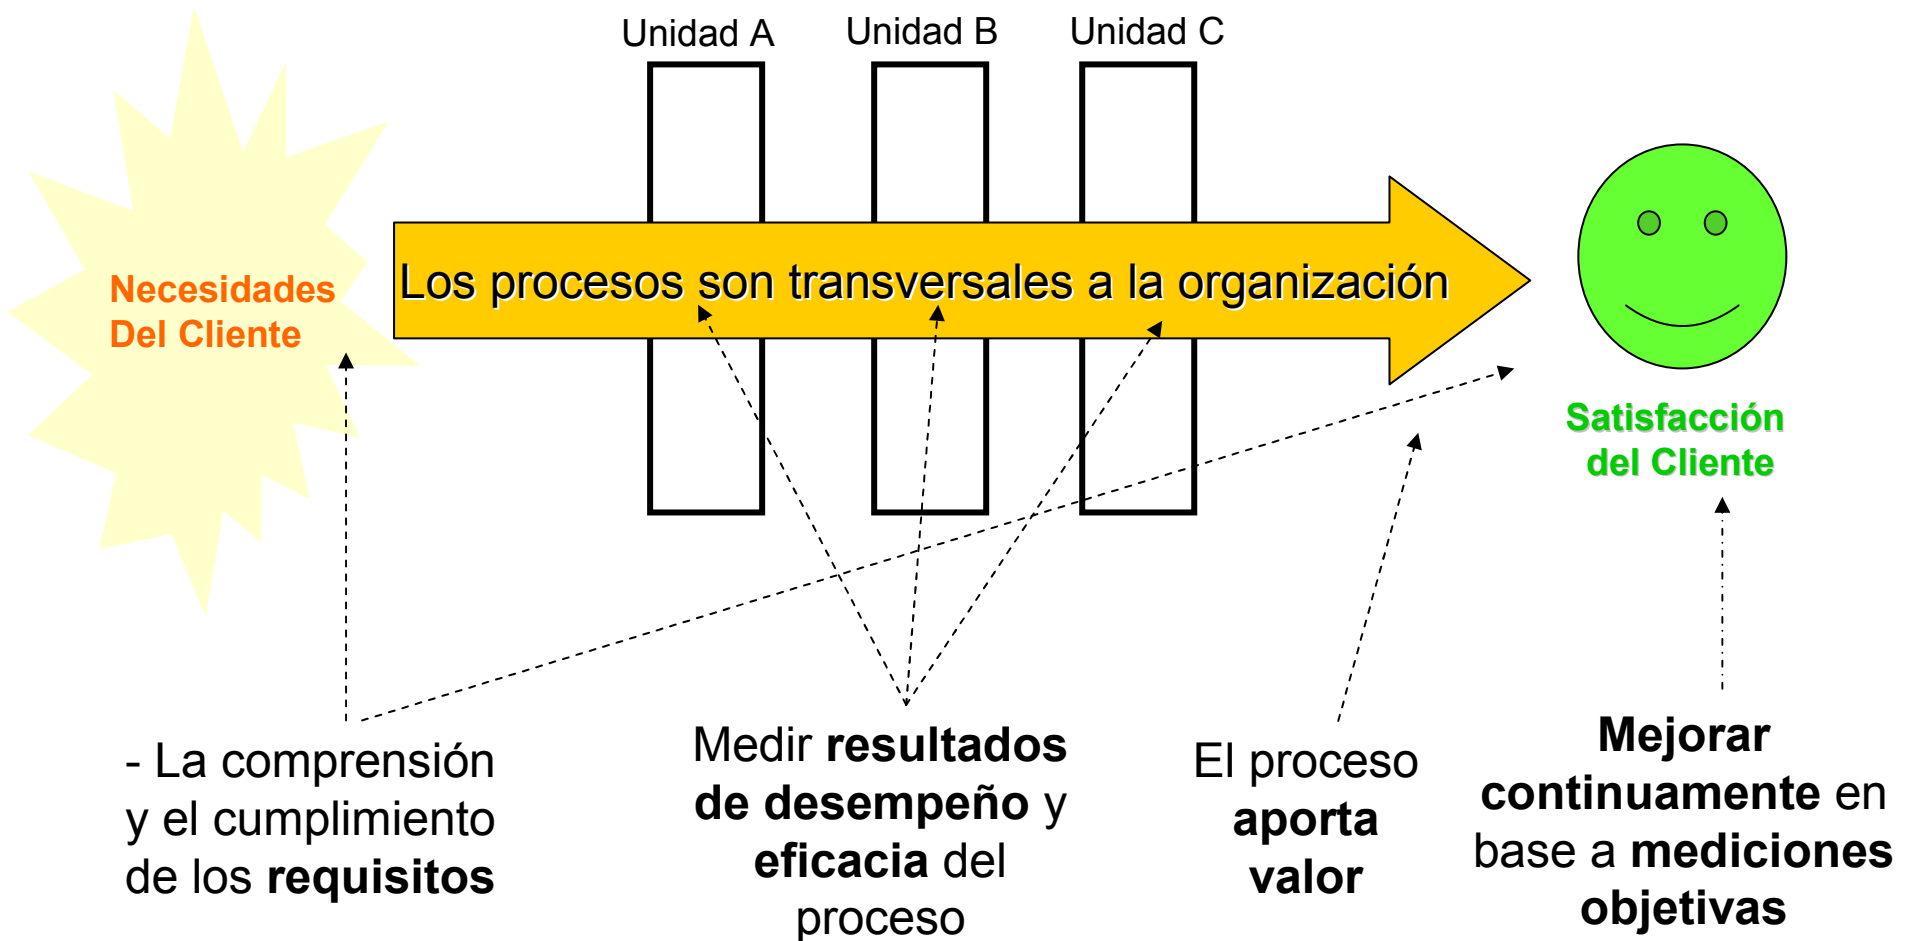 Unidad A
Unidad B
Unidad C
Necesidades
Del Cliente
Los procesos son transversales a la organización
Satisfacción
del Cliente
- La comprensión
y el cumplimiento
de los requisitos
Medir resultados
de desempeño y
eficacia del
proceso
El proceso
aporta
valor
Mejorar
continuamente en
base a mediciones
objetivas